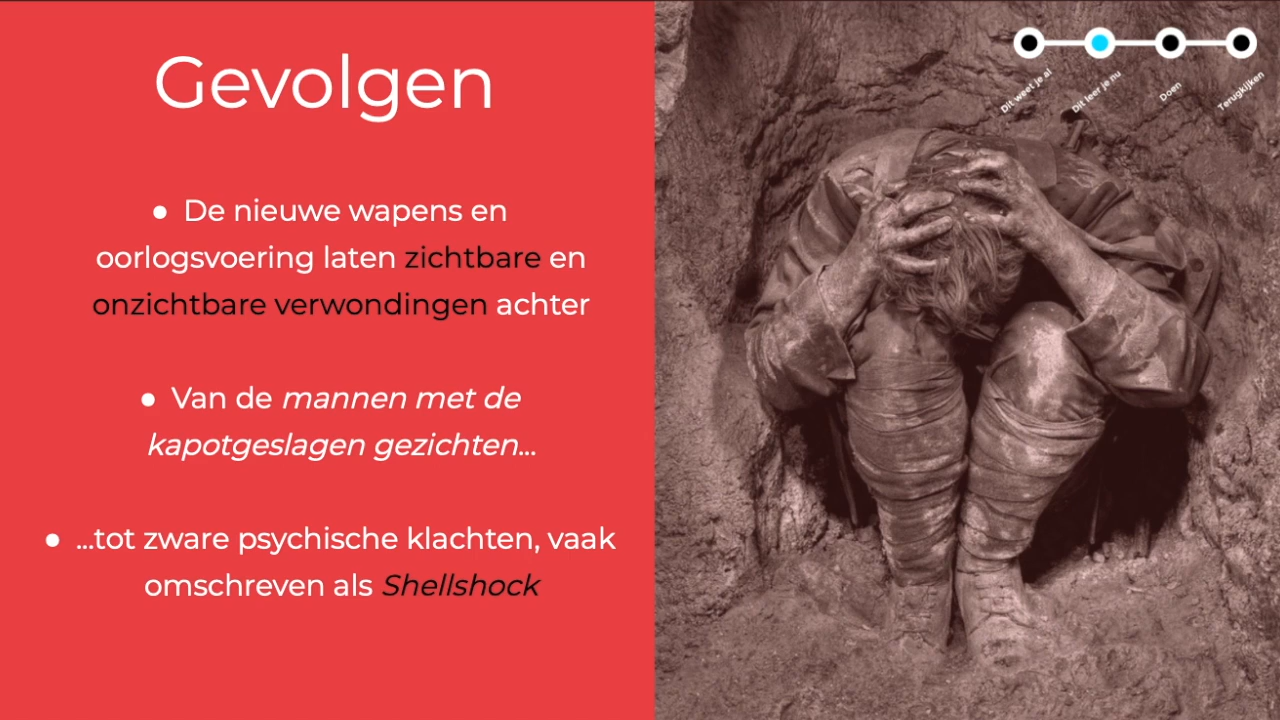 Gevolgen
● De nieuwe wapens en
oorlogsvoering laten zichtbare en
onzichtbare verwondingen achter
● Van de mannen met de
kapotgeslagen gezichten...
● ...tot zware psychische klachten, vaak
omschreven als Shellshock
Dit weet je al
Dit leer je nu
Doen
Terugkijken